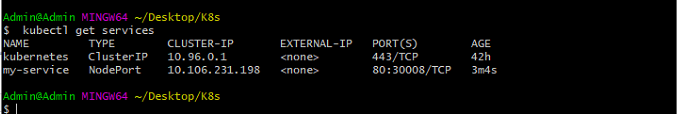 Admin@Admin MINGW64 ~/Desktop/K8s
$  kubectl get services
NAME         TYPE        CLUSTER-IP       EXTERNAL-IP   PORT(S)        AGE
kubernetes   ClusterIP   10.96.0.1        <none>        443/TCP        42h
my-service   NodePort    10.106.231.198   <none>        80:30008/TCP   3m4s
Admin@Admin MINGW64 ~/Desktop/K8s
$